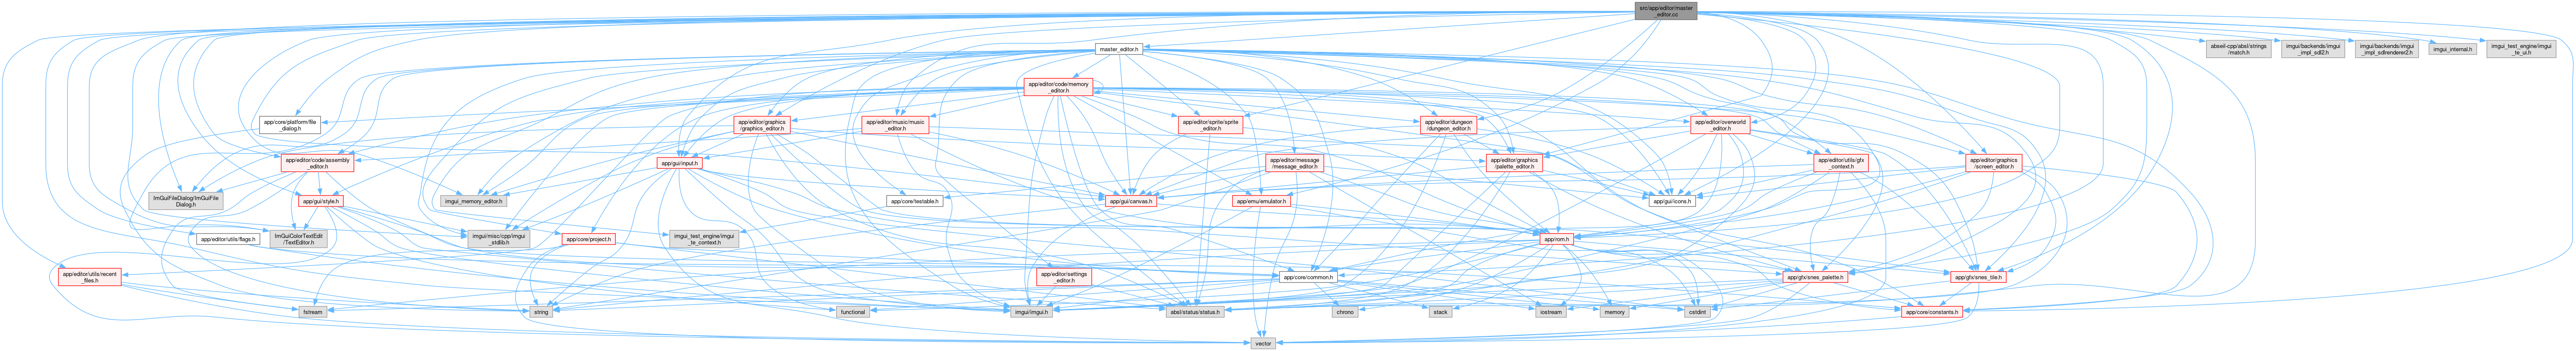 src/app/editor/master
_editor.cc
master_editor.h
abseil-cpp/absl/strings
/match.h
imgui/backends/imgui
_impl_sdl2.h
imgui/backends/imgui
_impl_sdlrenderer2.h
imgui_internal.h
imgui_test_engine/imgui
_te_ui.h
app/editor/code/memory
_editor.h
app/core/platform/file
_dialog.h
app/editor/graphics
/graphics_editor.h
app/editor/music/music
_editor.h
app/editor/sprite/sprite
_editor.h
app/editor/dungeon
/dungeon_editor.h
app/editor/overworld
_editor.h
app/editor/code/assembly
_editor.h
app/gui/input.h
app/editor/message
/message_editor.h
app/editor/graphics
/palette_editor.h
app/editor/utils/gfx
_context.h
app/editor/graphics
/screen_editor.h
ImGuiFileDialog/ImGuiFile
Dialog.h
app/gui/style.h
imgui_memory_editor.h
app/core/testable.h
app/gui/canvas.h
app/emu/emulator.h
app/gui/icons.h
app/editor/utils/flags.h
ImGuiColorTextEdit
/TextEditor.h
imgui/misc/cpp/imgui
_stdlib.h
app/core/project.h
imgui_test_engine/imgui
_te_context.h
app/rom.h
app/editor/utils/recent
_files.h
app/editor/settings
_editor.h
app/core/common.h
app/gfx/snes_palette.h
app/gfx/snes_tile.h
fstream
string
functional
imgui/imgui.h
absl/status/status.h
chrono
stack
iostream
memory
cstdint
app/core/constants.h
vector